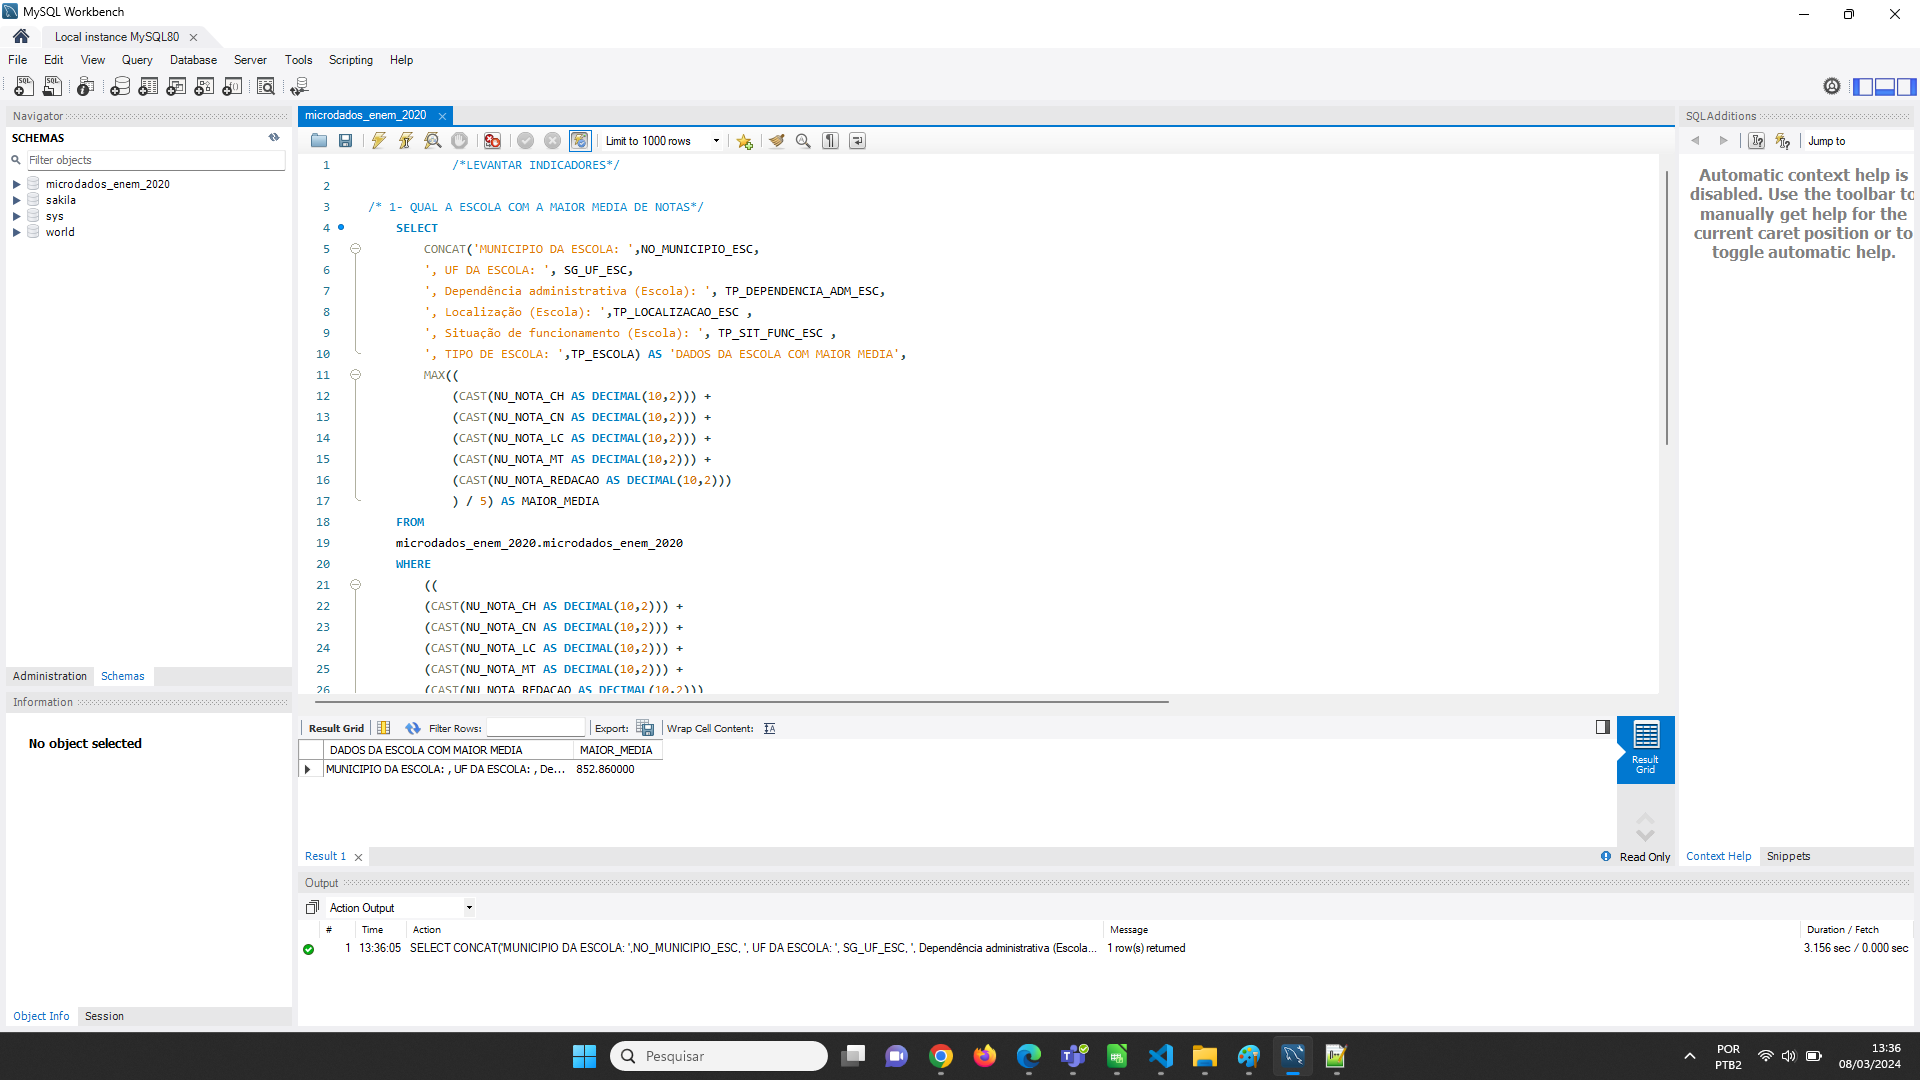 MySQL Workbench
Local instance MySQL80
File Edit View Query Database Server Tools Scripting Help
Navigator
SCHEMAS
Filter objects
microdados_enem_2020
sakila
sys
world
Administration Schemas
Information
No object selected
Object Info Session
microdados_enem_2020
Limit to 1000 rows
1 /*LEVANTAR INDICADORES*/
2
3 /* 1- QUAL A ESCOLA COM A MAIOR MEDIA DE NOTAS*/
4 SELECT
5 CONCAT('MUNICIPIO DA ESCOLA: ',NO_MUNICIPIO_ESC,
6 ', UF DA ESCOLA: ', SG_UF_ESC,
7 ', Dependência administrativa (Escola): ', TP_DEPENDENCIA_ADM_ESC,
8 ', Localização (Escola): ',TP_LOCALIZACAO_ESC ,
9 ', Situação de funcionamento (Escola): ', TP_SIT_FUNC_ESC ,
10 ', TIPO DE ESCOLA: ',TP_ESCOLA) AS 'DADOS DA ESCOLA COM MAIOR MEDIA',
11 MAX((
12 (CAST(NU_NOTA_CH AS DECIMAL(10,2))) +
13 (CAST(NU_NOTA_CN AS DECIMAL(10,2))) +
14 (CAST(NU_NOTA_LC AS DECIMAL(10,2))) +
15 (CAST(NU_NOTA_MT AS DECIMAL(10,2))) +
16 (CAST(NU_NOTA_REDACAO AS DECIMAL(10,2)))
17 ) / 5) AS MAIOR_MEDIA
18 FROM
19 microdados_enem_2020.microdados_enem_2020
20 WHERE
21 ((
22 (CAST(NU_NOTA_CH AS DECIMAL(10,2))) +
23 (CAST(NU_NOTA_CN AS DECIMAL(10,2))) +
24 (CAST(NU_NOTA_LC AS DECIMAL(10,2))) +
25 (CAST(NU_NOTA_MT AS DECIMAL(10,2))) +
26 (CAST(NU_NOTA_REDACAO AS DECIMAL(10,2)))
Result Grid Filter Rows: Export: Wrap Cell Content:
DADOS DA ESCOLA COM MAIOR MEDIA MAIOR_MEDIA
MUNICIPIO DA ESCOLA: , UF DA ESCOLA: , De... 852.860000
Result Grid
Result 1
Read Only
Output
Action Output
# Time Action Message Duration / Fetch
1 13:36:05 SELECT CONCAT('MUNICIPIO DA ESCOLA: ',NO_MUNICIPIO_ESC, ', UF DA ESCOLA: ', SG_UF_ESC, ', Dependência administrativa (Escola... 1 row(s) returned 3.156 sec / 0.000 sec
SQLAdditions
Jump to
Automatic context help is
disabled. Use the toolbar to
manually get help for the
current caret position or to
toggle automatic help.
Context Help Snippets
Pesquisar
POR
PTB2
13:36
08/03/2024